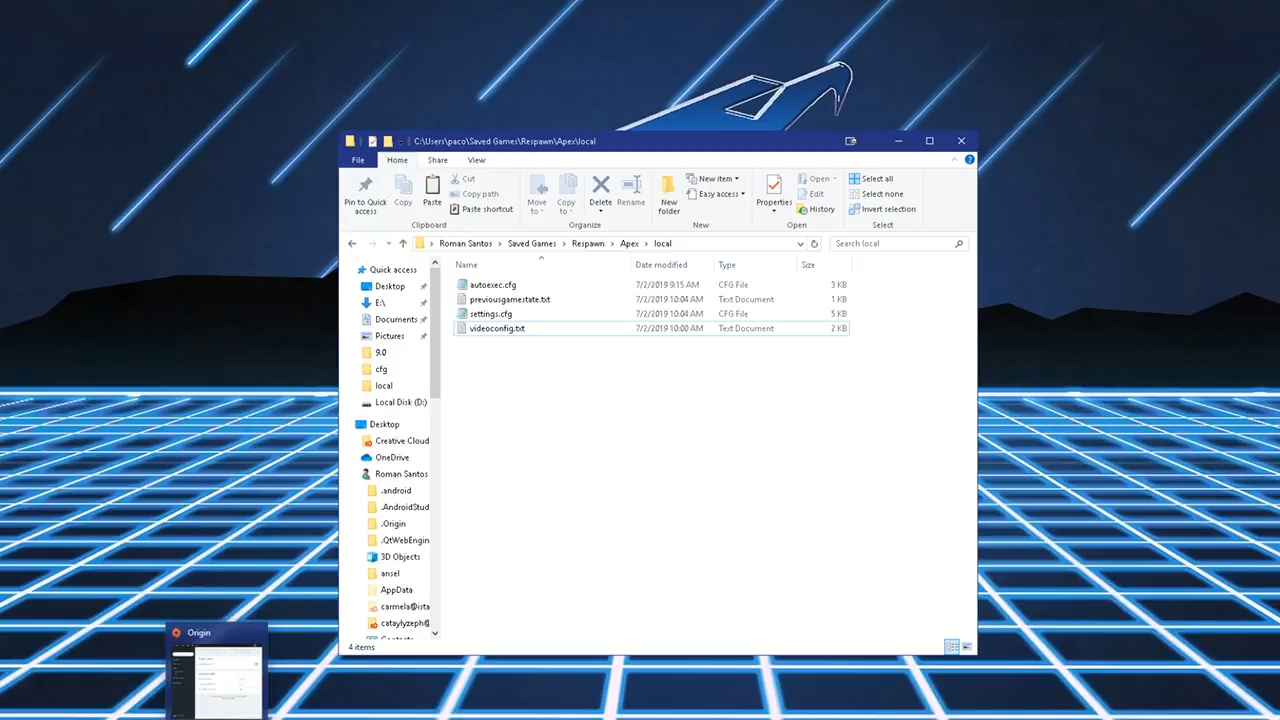 C:\Users\paco\Saved Games\Respawn\Apex\local
File Home Share View
Pin to Quick access
Copy
Paste
Cut
Copy path
Paste shortcut
Move to
Copy to
Delete
Rename
New folder
New item
Easy access
Properties
Open
Edit
History
Select all
Select none
Invert selection
Clipboard Organize New Open Select
Roman Santos > Saved Games > Respawn > Apex > local
Search local
Name Date modified Type Size
autoexec.cfg 7/2/2019 9:15 AM CFG File 3 KB
previousgamestate.txt 7/2/2019 10:04 AM Text Document 1 KB
settings.cfg 7/2/2019 10:04 AM CFG File 5 KB
videoconfig.txt 7/2/2019 10:00 AM Text Document 2 KB
Quick access
Desktop
E:\
Documents
Pictures
9.0
cfg
local
Local Disk (D:)
Desktop
Creative Cloud
OneDrive
Roman Santos
.android
.AndroidStud
.Origin
.QtWebEngin
3D Objects
ansel
AppData
carmela@ista
cataylyzeph@
4 items
Origin